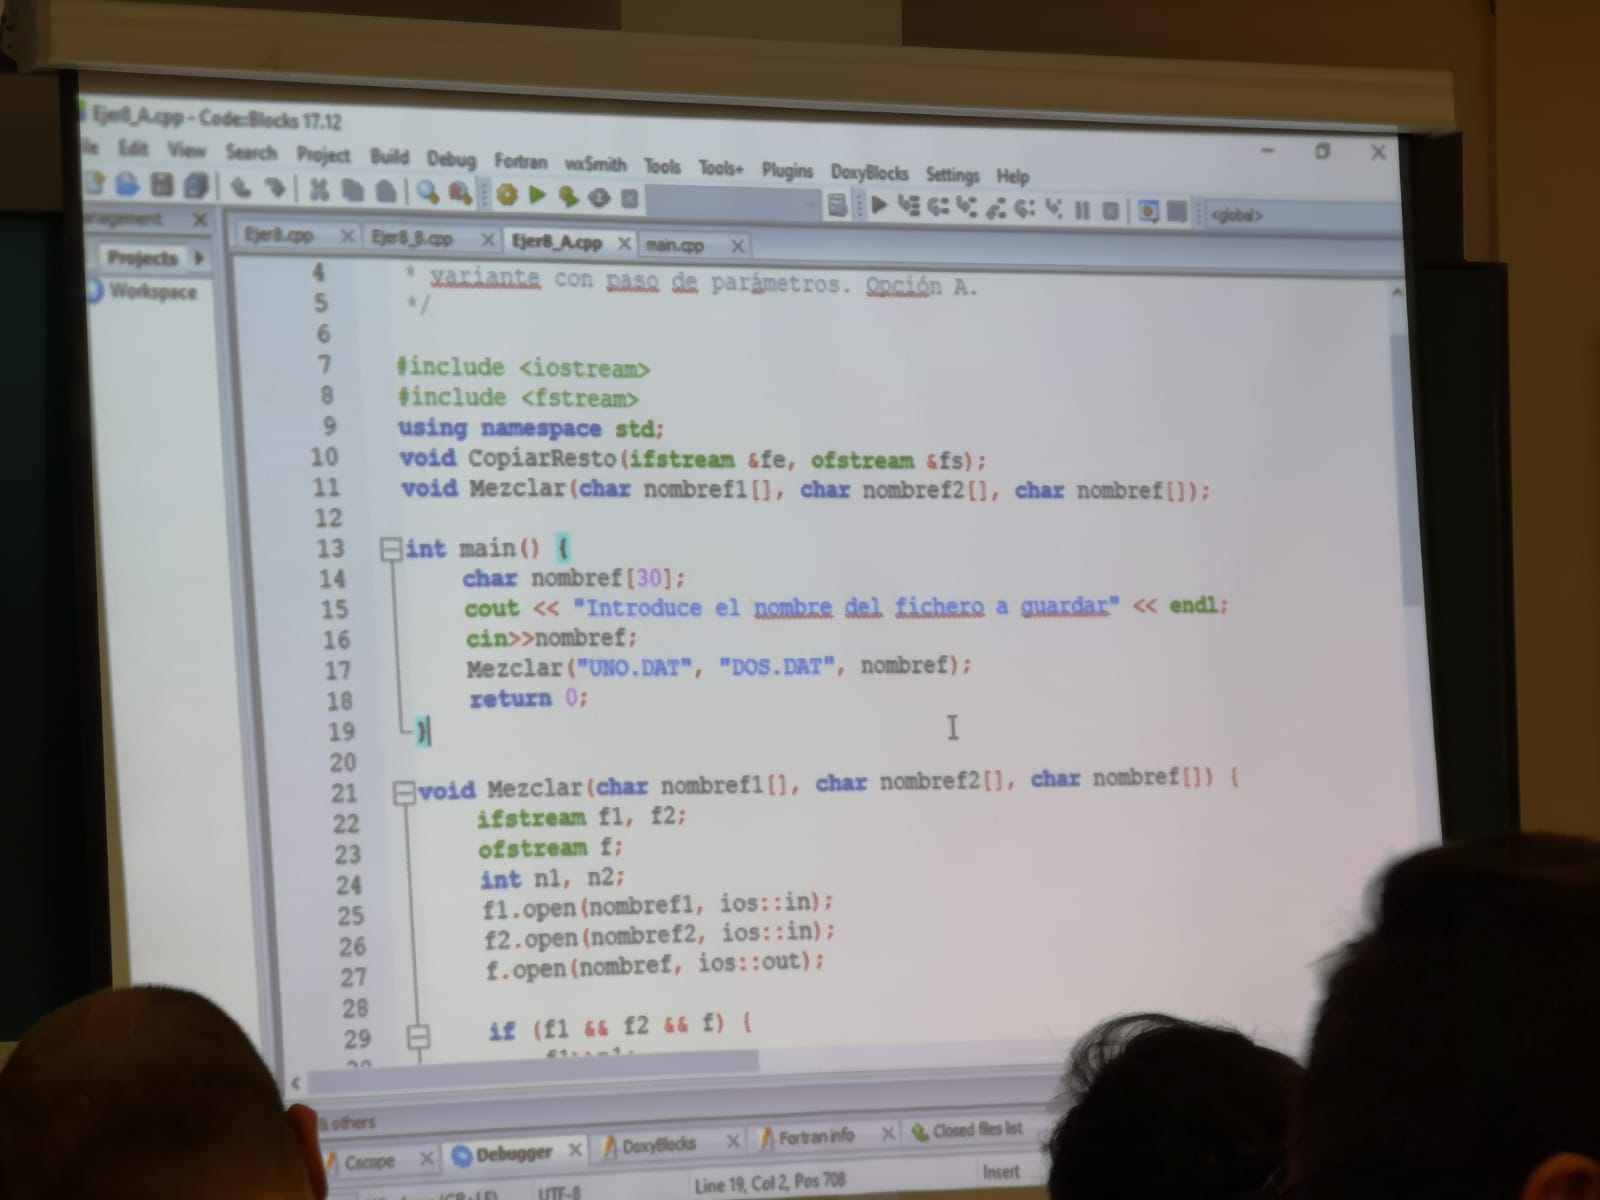 Ejer8_A.cpp - Code::Blocks 17.12
Edit View Search Project Build Debug Fortran wxSmith Tools Tools+ Plugins DoxyBlocks Settings Help
<global>
Ejer8.cpp Ejer8_B.cpp Ejer8_A.cpp main.cpp
Projects
Workspace
4 * variante con paso de parámetros. Opción A.
5 */
6
7 #include <iostream>
8 #include <fstream>
9 using namespace std;
10 void CopiarResto(ifstream &fe, ofstream &fs);
11 void Mezclar(char nombref1[], char nombref2[], char nombref[]);
12
13 int main() {
14 char nombref[30];
15 cout << "Introduce el nombre del fichero a guardar" << endl;
16 cin>>nombref;
17 Mezclar("UNO.DAT", "DOS.DAT", nombref);
18 return 0;
19 }
20
21 void Mezclar(char nombref1[], char nombref2[], char nombref[]) {
22 ifstream f1, f2;
23 ofstream f;
24 int n1, n2;
25 f1.open(nombref1, ios::in);
26 f2.open(nombref2, ios::in);
27 f.open(nombref, ios::out);
28
29 if (f1 && f2 && f) {
& others
Cscope Debugger DoxyBlocks Fortran info Closed files list
UTF-8 Line 19, Col 2, Pos 708 Insert